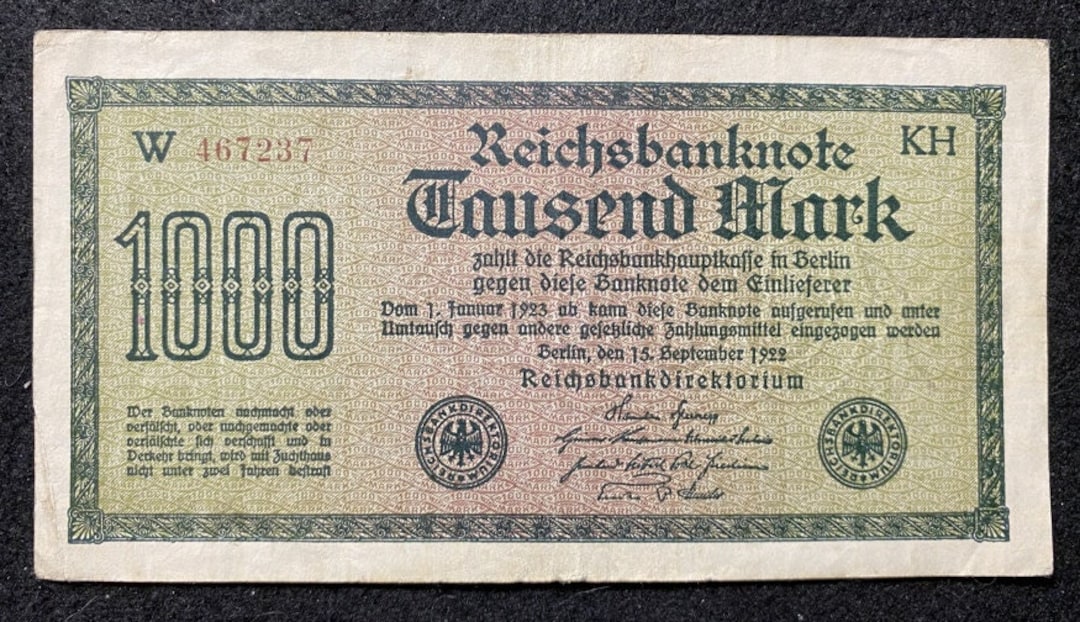 W 467237
Reichsbanknote
KH
Tausend Mark
1000
zahlt die Reichsbankhauptkasse in Berlin
gegen diese Banknote dem Einlieferer
Vom 1. Januar 1923 ab kann diese Banknote aufgerufen und unter
Umtausch gegen andere gesetzliche Zahlungsmittel eingezogen werden
Berlin, den 15. September 1922
Reichsbankdirektorium
Wer Banknoten nachmacht oder
verfälscht, oder nachgemachte oder
verfälschte sich verschafft und in
Verkehr bringt, wird mit Zuchthaus
nicht unter zwei Jahren bestraft
REICHSBANKDIREKTORIUM
REICHSBANKDIREKTORIUM